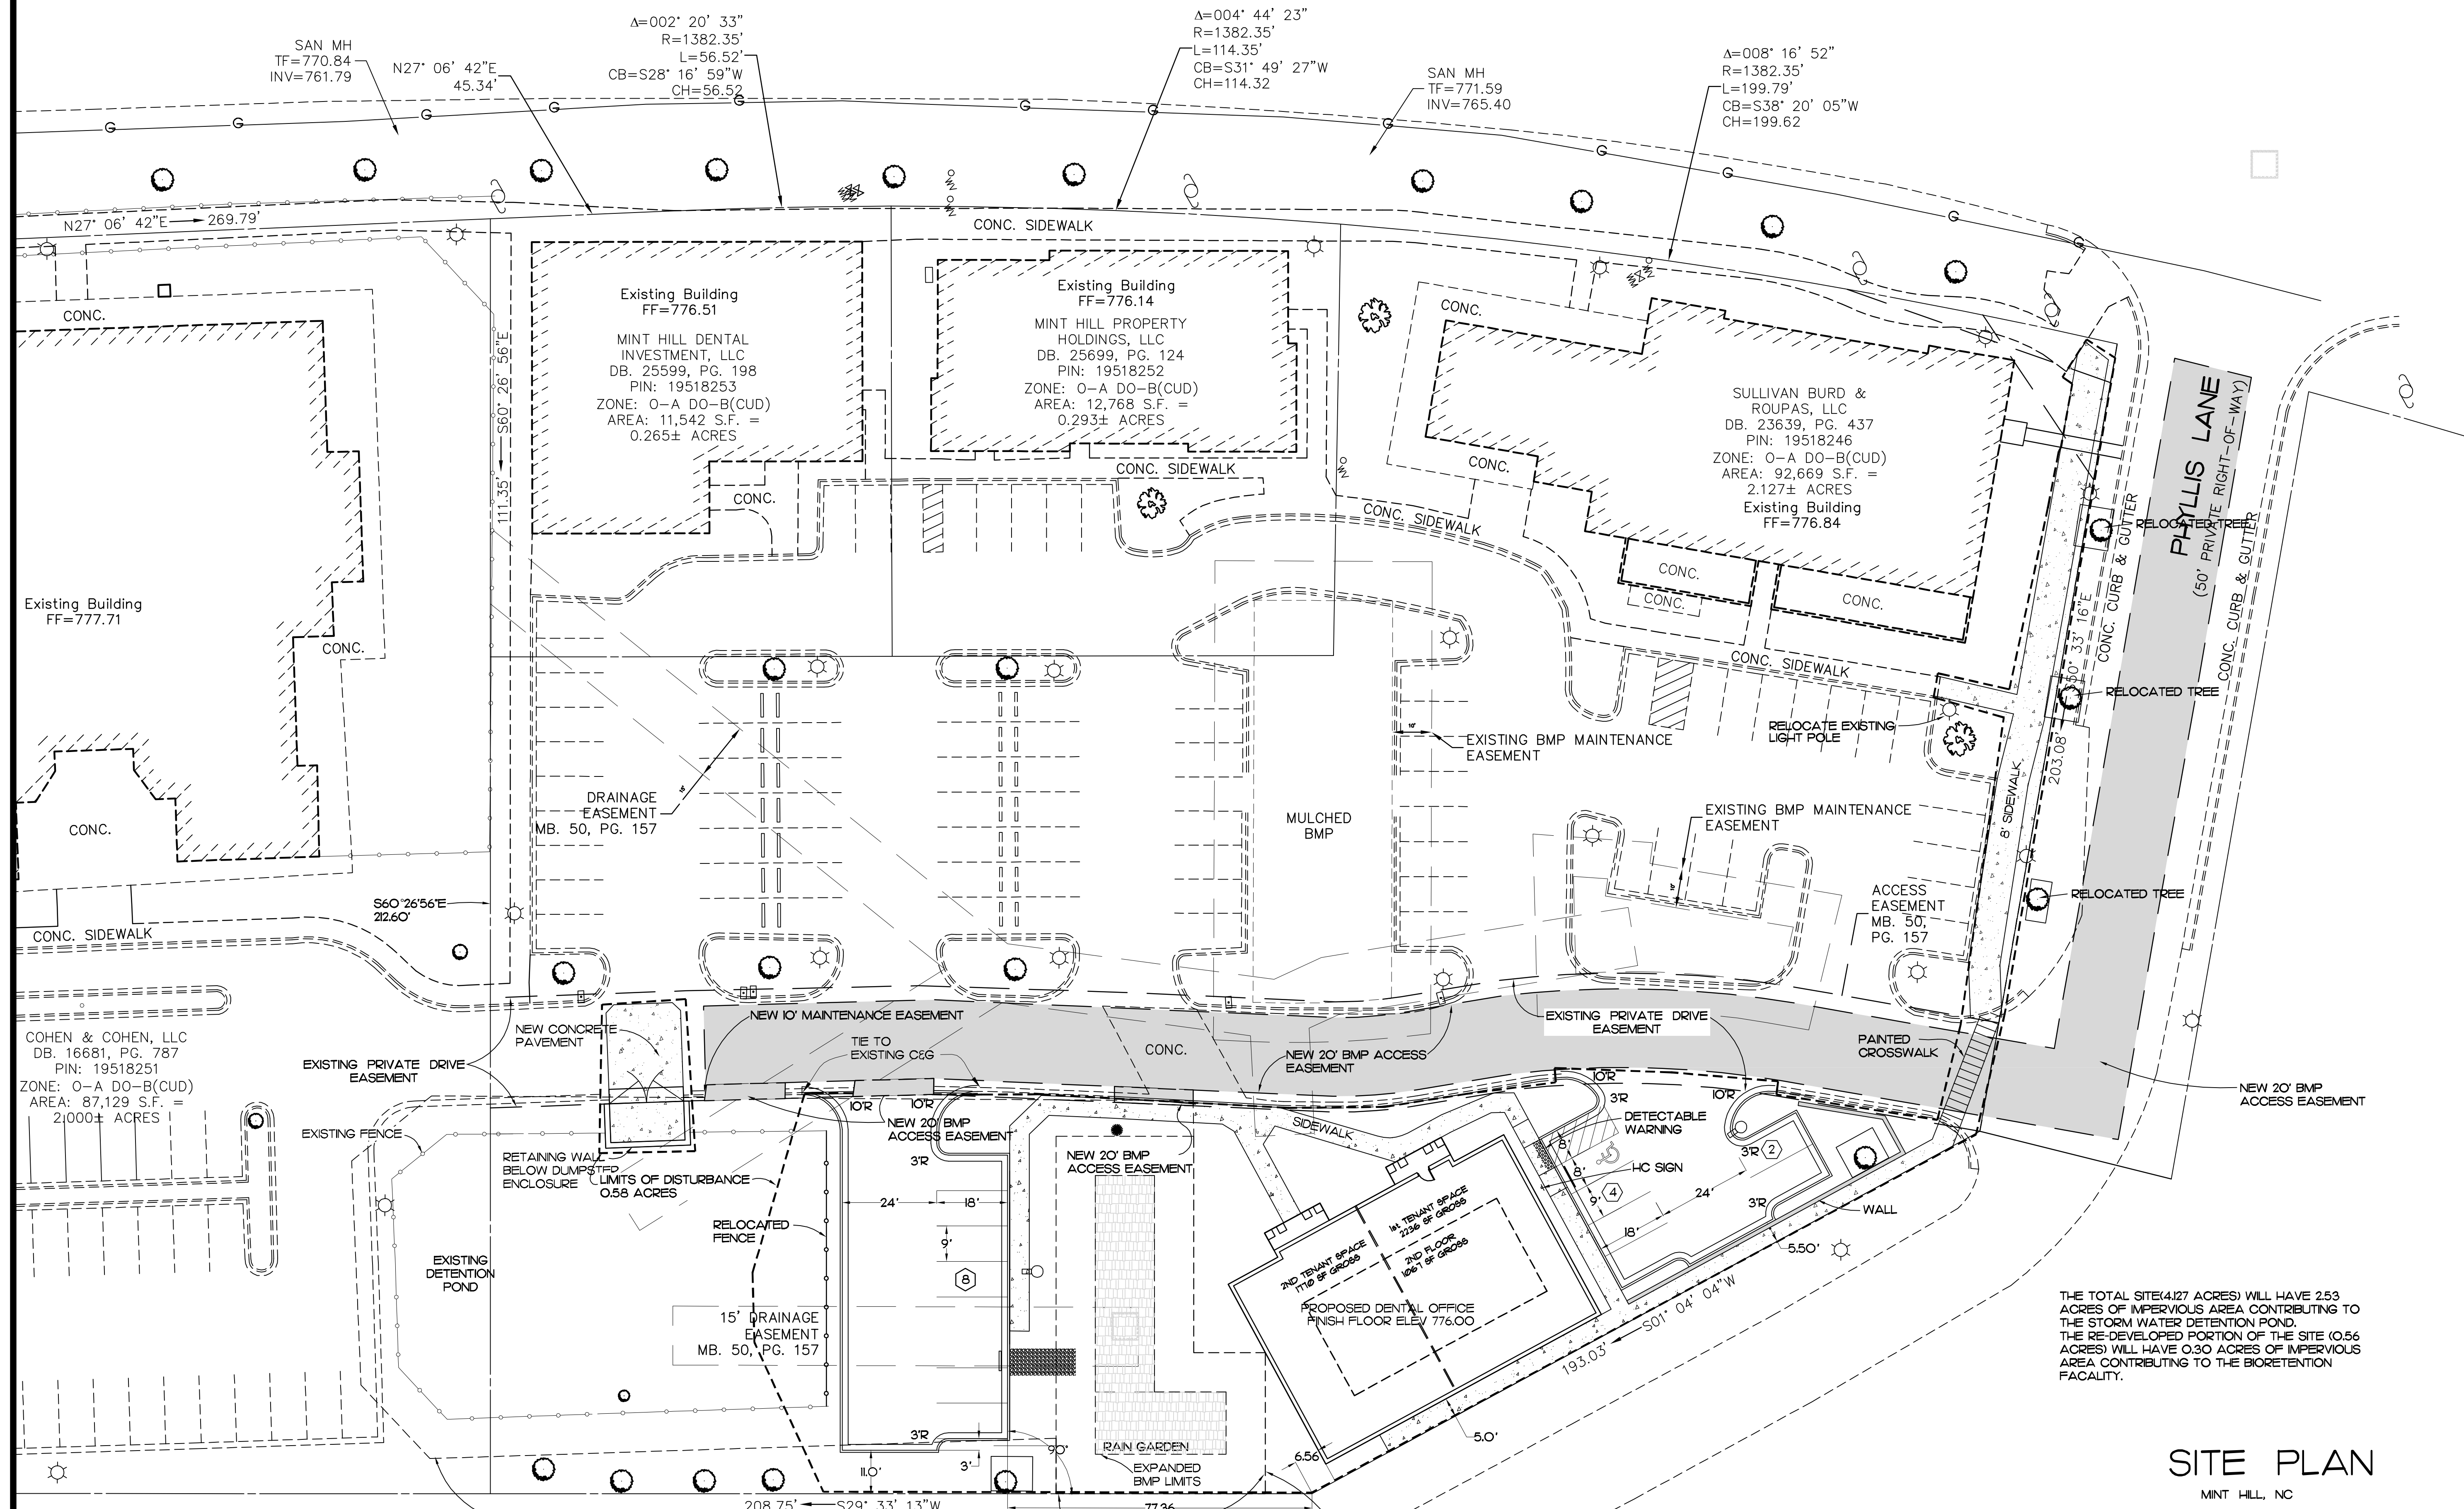 SAN MH
TF=770.84
INV=761.79
N27° 06' 42"E
45.34'
Δ=002° 20' 33"
R=1382.35'
L=56.52'
CB=S28° 16' 59"W
CH=56.52
Δ=004° 44' 23"
R=1382.35'
L=114.35'
CB=S31° 49' 27"W
CH=114.32
SAN MH
TF=771.59
INV=765.40
Δ=008° 16' 52"
R=1382.35'
L=199.79'
CB=S38° 20' 05"W
CH=199.62
G
G
G
G
G
G
G
G
G
G
G
G
N27° 06' 42"E
269.79'
CONC. SIDEWALK
CONC.
Existing Building
FF=777.71
CONC.
CONC.
S60° 26' 56"E
111.35'
Existing Building
FF=776.51
MINT HILL DENTAL
INVESTMENT, LLC
DB. 25599, PG. 198
PIN: 19518253
ZONE: O-A DO-B(CUD)
AREA: 11,542 S.F. =
0.265± ACRES
CONC.
Existing Building
FF=776.14
MINT HILL PROPERTY
HOLDINGS, LLC
DB. 25699, PG. 124
PIN: 19518252
ZONE: O-A DO-B(CUD)
AREA: 12,768 S.F. =
0.293± ACRES
CONC. SIDEWALK
CONC.
CONC.
CONC. SIDEWALK
SULLIVAN BURD &
ROUPAS, LLC
DB. 23639, PG. 437
PIN: 19518246
ZONE: O-A DO-B(CUD)
AREA: 92,669 S.F. =
2.127± ACRES
Existing Building
FF=776.84
CONC.
CONC.
CONC.
CONC. SIDEWALK
PHYLLIS LANE
(50' PRIVATE RIGHT-OF-WAY)
CONC. CURB & GUTTER
CONC. CURB & GUTTER
RELOCATED TREE
RELOCATED TREE
RELOCATED TREE
S50° 33' 16"E
203.08'
8' SIDEWALK
RELOCATE EXISTING
LIGHT POLE
EXISTING BMP MAINTENANCE
EASEMENT
EXISTING BMP MAINTENANCE
EASEMENT
MULCHED
BMP
DRAINAGE
EASEMENT
MB. 50, PG. 157
ACCESS
EASEMENT
MB. 50,
PG. 157
S60°26'56"E
212.60'
CONC. SIDEWALK
COHEN & COHEN, LLC
DB. 16681, PG. 787
PIN: 19518251
ZONE: O-A DO-B(CUD)
AREA: 87,129 S.F. =
2.000± ACRES
EXISTING PRIVATE DRIVE
EASEMENT
NEW CONCRETE
PAVEMENT
NEW 10' MAINTENANCE EASEMENT
TIE TO
EXISTING C&G
CONC.
NEW 20' BMP ACCESS
EASEMENT
EXISTING PRIVATE DRIVE
EASEMENT
PAINTED
CROSSWALK
NEW 20' BMP
ACCESS EASEMENT
EXISTING FENCE
RETAINING WALL
BELOW DUMPSTER
ENCLOSURE
LIMITS OF DISTURBANCE
0.58 ACRES
10'R
10'R
NEW 20' BMP
ACCESS EASEMENT
3'R
NEW 20' BMP
ACCESS EASEMENT
SIDEWALK
10'R
3'R
10'R
DETECTABLE
WARNING
HC SIGN
8'
8'
9'
4
3'R
2
24'
18'
3'R
WALL
5.50'
24'
18'
9'
8
RELOCATED
FENCE
EXISTING
DETENTION
POND
15' DRAINAGE
EASEMENT
MB. 50, PG. 157
1st TENANT SPACE
2236 SF GROSS
2ND TENANT SPACE
1770 SF GROSS
2ND FLOOR
1067 SF GROSS
PROPOSED DENTAL OFFICE
FINISH FLOOR ELEV 776.00
193.03'
S01° 04' 04"W
5.0'
6.56
3'R
3'
11.0'
90°
RAIN GARDEN
EXPANDED
BMP LIMITS
208.75'
S29° 33' 13"W
77.36
THE TOTAL SITE(4.127 ACRES) WILL HAVE 2.53
ACRES OF IMPERVIOUS AREA CONTRIBUTING TO
THE STORM WATER DETENTION POND.
THE RE-DEVELOPED PORTION OF THE SITE (0.56
ACRES) WILL HAVE 0.30 ACRES OF IMPERVIOUS
AREA CONTRIBUTING TO THE BIORETENTION
FACALITY.
SITE PLAN
MINT HILL, NC